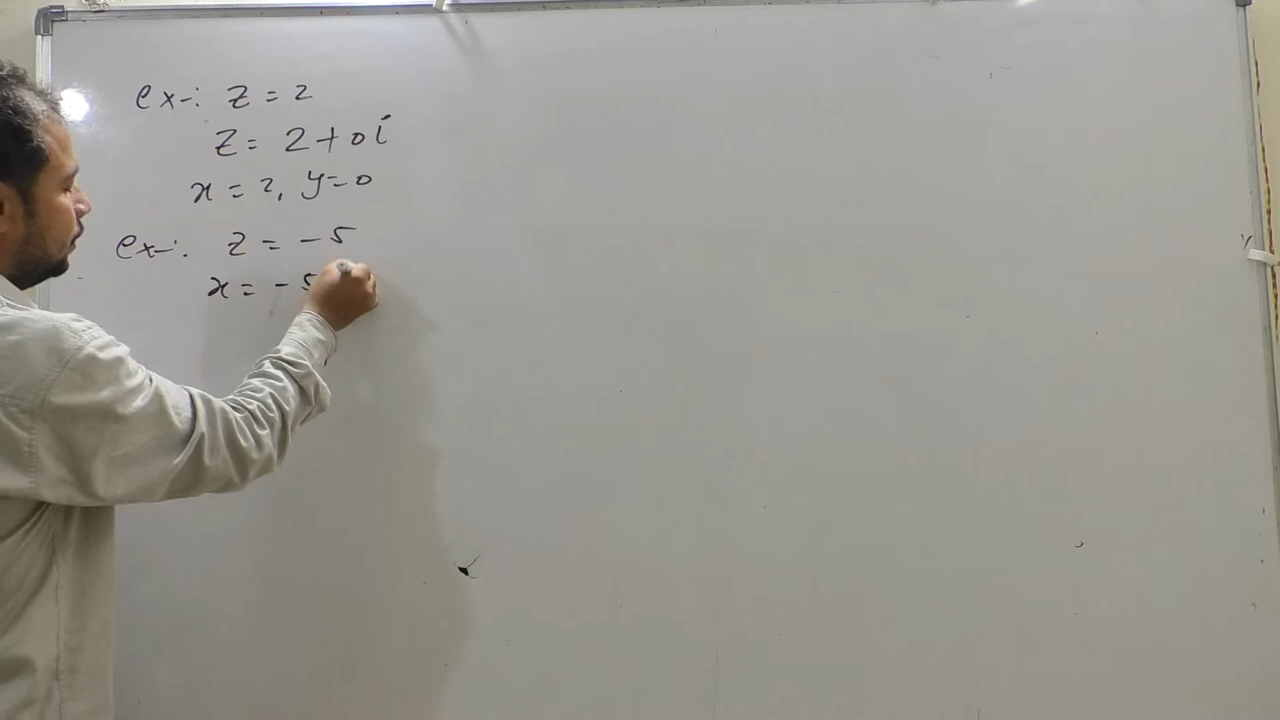 ex-: z = 2
z = 2 + 0i
x = 2, y = 0
ex-: z = -5
x = -5